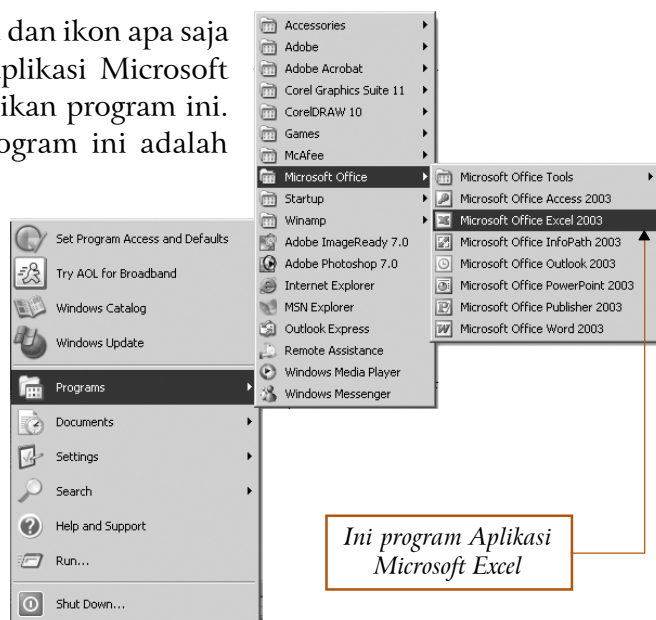 dan ikon apa saja
plikasi Microsoft
ikan program ini.
ogram ini adalah
Accessories
Adobe
Adobe Acrobat
Corel Graphics Suite 11
CorelDRAW 10
Games
McAfee
Microsoft Office
Startup
Winamp
Adobe ImageReady 7.0
Adobe Photoshop 7.0
Internet Explorer
MSN Explorer
Outlook Express
Remote Assistance
Windows Media Player
Windows Messenger
Microsoft Office Tools
Microsoft Office Access 2003
Microsoft Office Excel 2003
Microsoft Office InfoPath 2003
Microsoft Office Outlook 2003
Microsoft Office PowerPoint 2003
Microsoft Office Publisher 2003
Microsoft Office Word 2003
Set Program Access and Defaults
Try AOL for Broadband
Windows Catalog
Windows Update
Programs
Documents
Settings
Search
Help and Support
Run...
Shut Down...
Ini program Aplikasi
Microsoft Excel